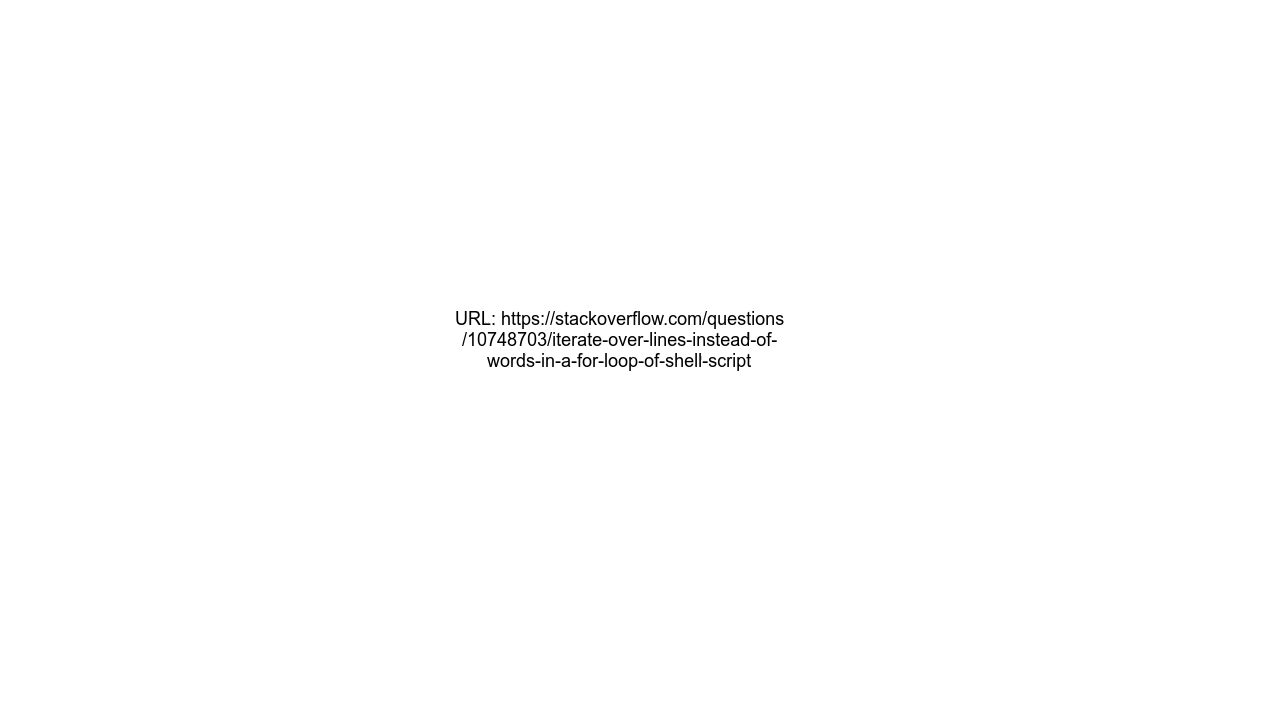 URL: https://stackoverflow.com/questions
/10748703/iterate-over-lines-instead-of-
words-in-a-for-loop-of-shell-script